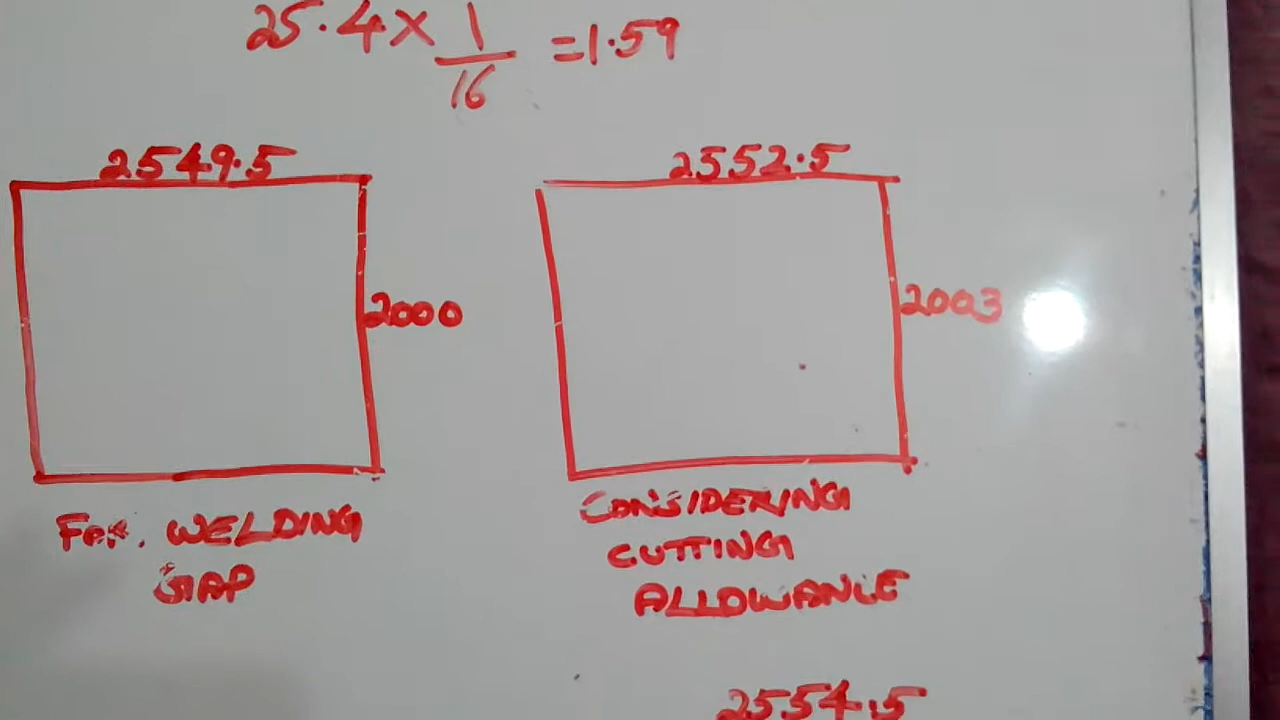 25.4 × 1/16 = 1.59
2549.5
2000
FOR. WELDING
GAP
2552.5
2003
CONSIDERING
CUTTING
ALLOWANCE
2554.5